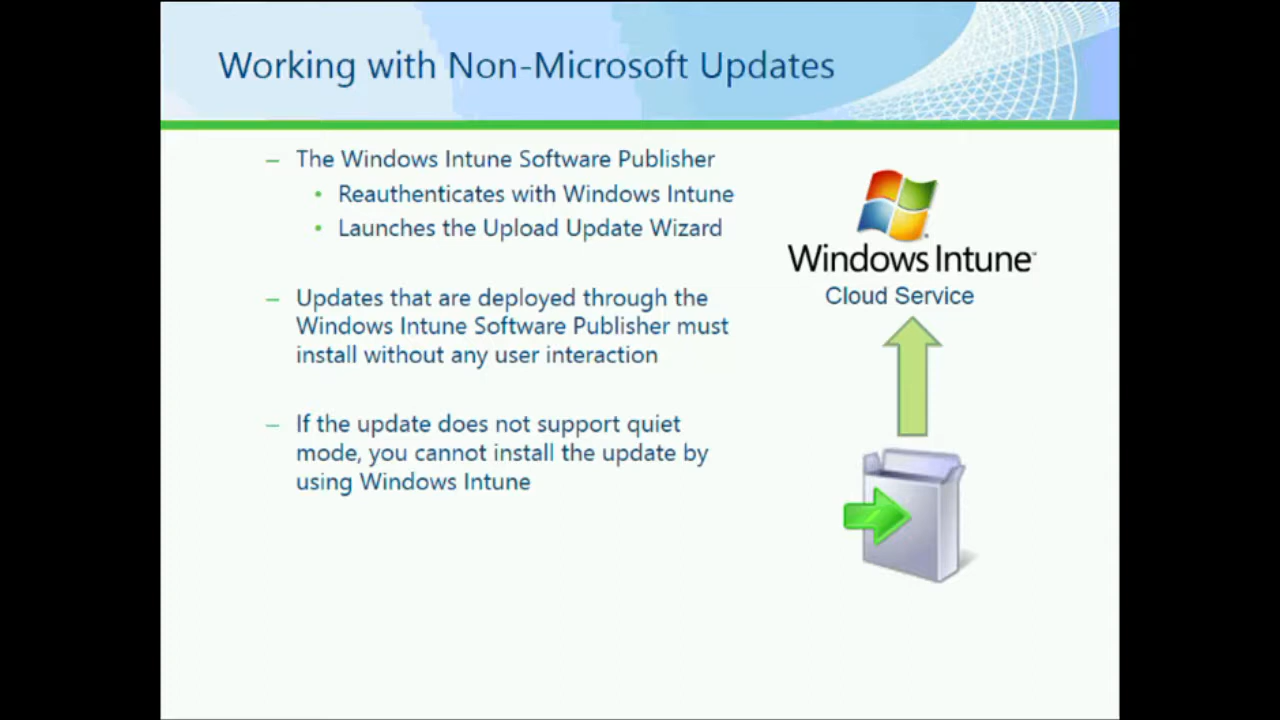 Working with Non-Microsoft Updates
– The Windows Intune Software Publisher
• Reauthenticates with Windows Intune
• Launches the Upload Update Wizard
– Updates that are deployed through the
Windows Intune Software Publisher must
install without any user interaction
– If the update does not support quiet
mode, you cannot install the update by
using Windows Intune
Windows Intune
Cloud Service